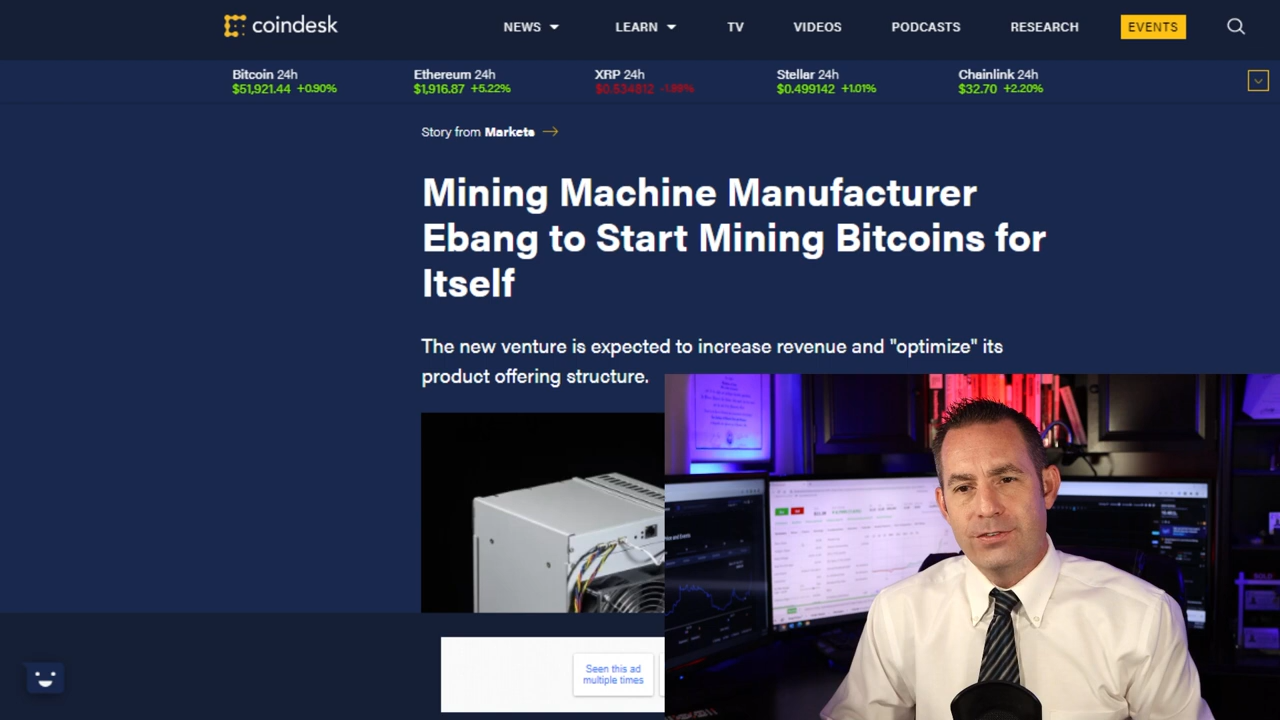 coindesk
NEWS LEARN TV VIDEOS PODCASTS RESEARCH EVENTS
Bitcoin 24h Ethereum 24h XRP 24h Stellar 24h Chainlink 24h
$51,921.44 +0.90% $1,916.87 +5.22% $0.534812 -1.99% $0.499142 +1.01% $32.70 +2.20%
Story from Markets
Mining Machine Manufacturer
Ebang to Start Mining Bitcoins for
Itself
The new venture is expected to increase revenue and "optimize" its
product offering structure.
Seen this ad
multiple times